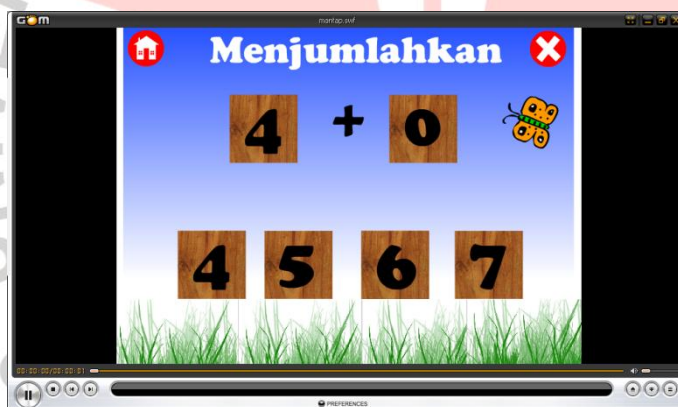 GOM
mantap.swf
Menjumlahkan
4 + 0
4 5 6 7
00:00:00/00:00:01
PREFERENCES